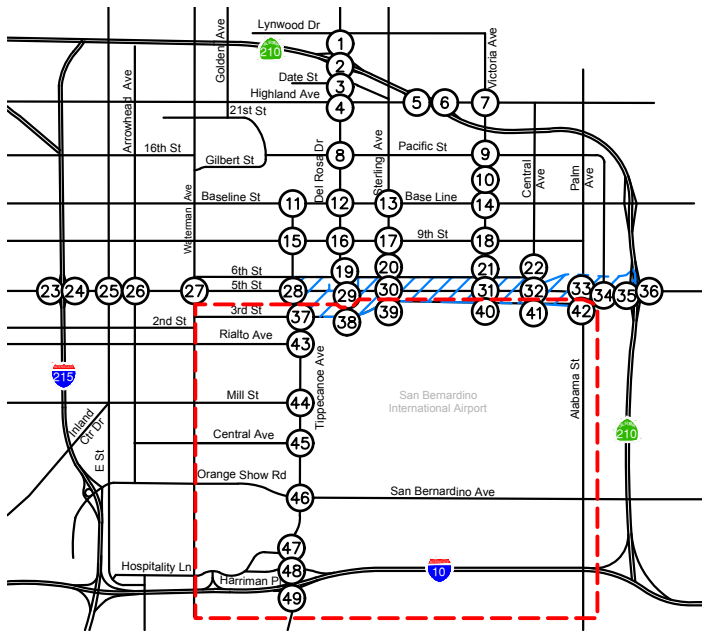 Lynwood Dr
Golden Ave
210
1
2
Victoria Ave
Date St
3
Highland Ave
4
5
6
7
Arrowhead Ave
21st St
16th St
Gilbert St
Del Rosa Dr
8
Sterling Ave
Pacific St
9
Central
Ave
Palm
Ave
10
Waterman Ave
Baseline St
11
12
13
Base Line
14
15
16
17
18
9th St
6th St
19
20
21
22
5th St
23
24
25
26
27
28
29
30
31
32
33
34
35
36
3rd St
37
38
39
40
41
42
2nd St
Rialto Ave
43
Tippecanoe Ave
215
Mill St
44
San Bernardino
International Airport
Alabama St
Inland
Ctr Dr
E St
Central Ave
45
210
Orange Show Rd
46
San Bernardino Ave
47
Hospitality Ln
48
Harriman P
10
49